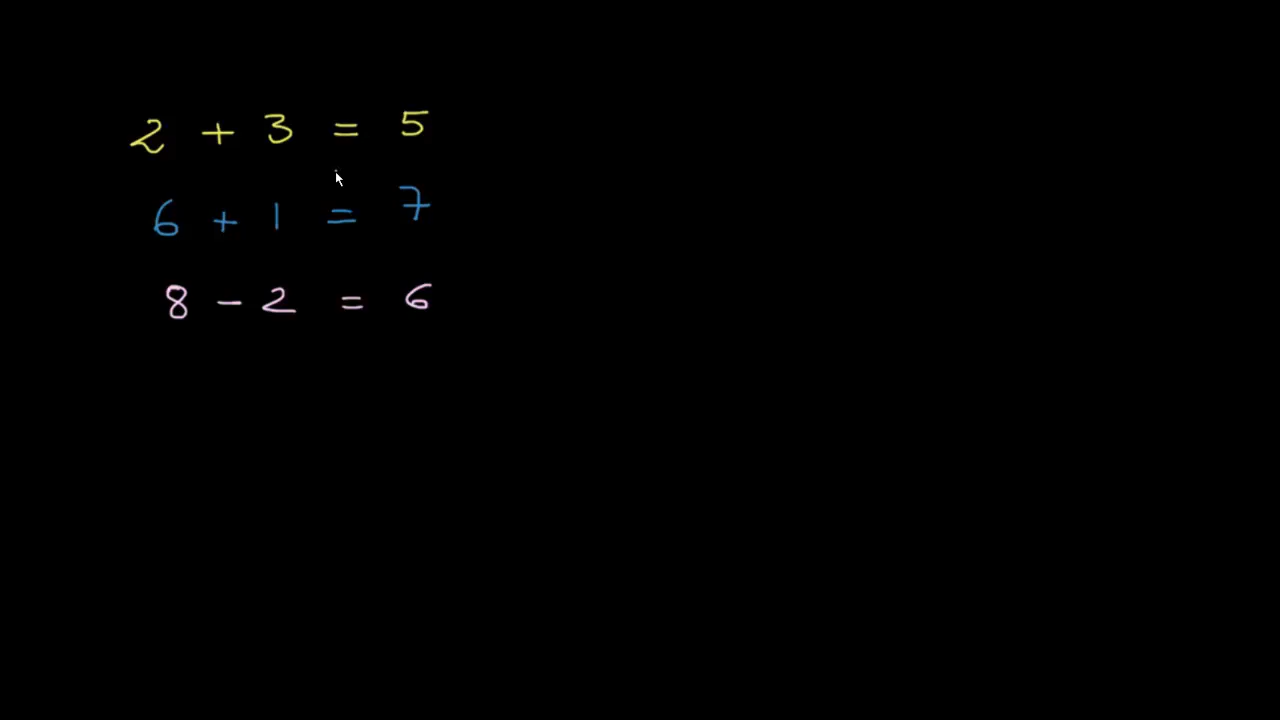 2 + 3 = 5
6 + 1 = 7
8 - 2 = 6